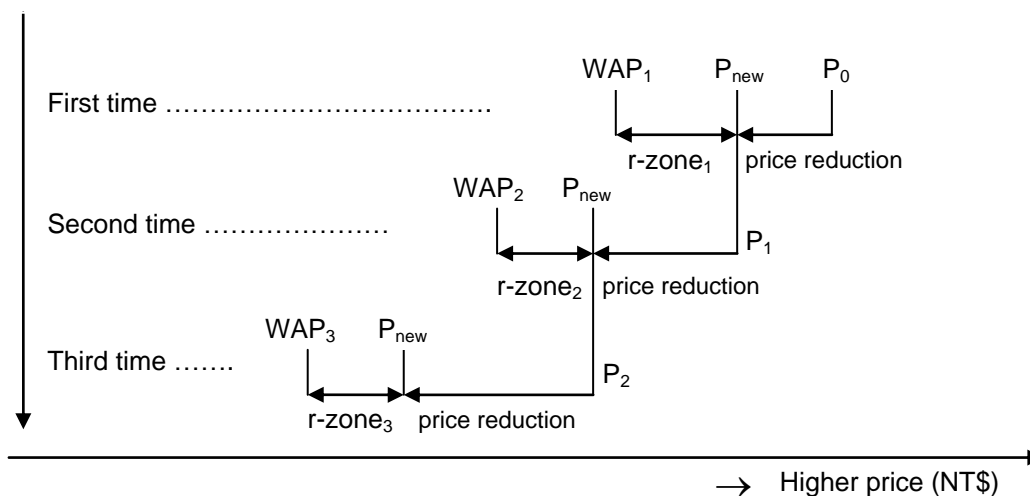 WAP₁ Pnew P₀
First time ……………………………….
r-zone₁ price reduction
WAP₂ Pnew
Second time …………………
P₁
r-zone₂ price reduction
WAP₃ Pnew
Third time …….
P₂
r-zone₃ price reduction
→ Higher price (NT$)